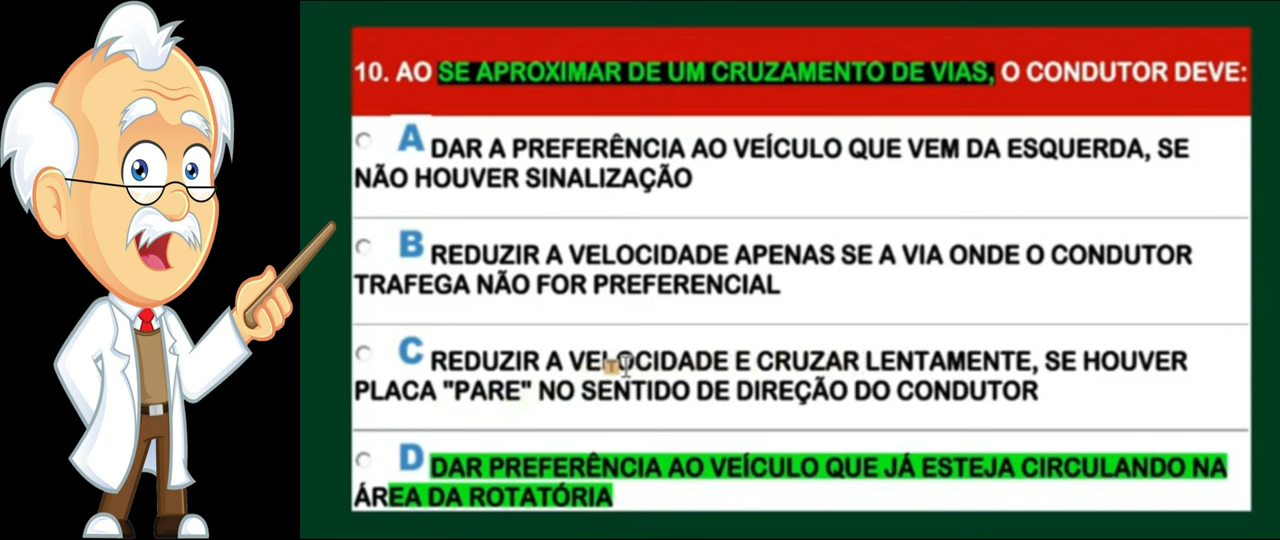 10. AO SE APROXIMAR DE UM CRUZAMENTO DE VIAS, O CONDUTOR DEVE:
A DAR A PREFERÊNCIA AO VEÍCULO QUE VEM DA ESQUERDA, SE
NÃO HOUVER SINALIZAÇÃO
B REDUZIR A VELOCIDADE APENAS SE A VIA ONDE O CONDUTOR
TRAFEGA NÃO FOR PREFERENCIAL
C REDUZIR A VELOCIDADE E CRUZAR LENTAMENTE, SE HOUVER
PLACA "PARE" NO SENTIDO DE DIREÇÃO DO CONDUTOR
D DAR PREFERÊNCIA AO VEÍCULO QUE JÁ ESTEJA CIRCULANDO NA
ÁREA DA ROTATÓRIA